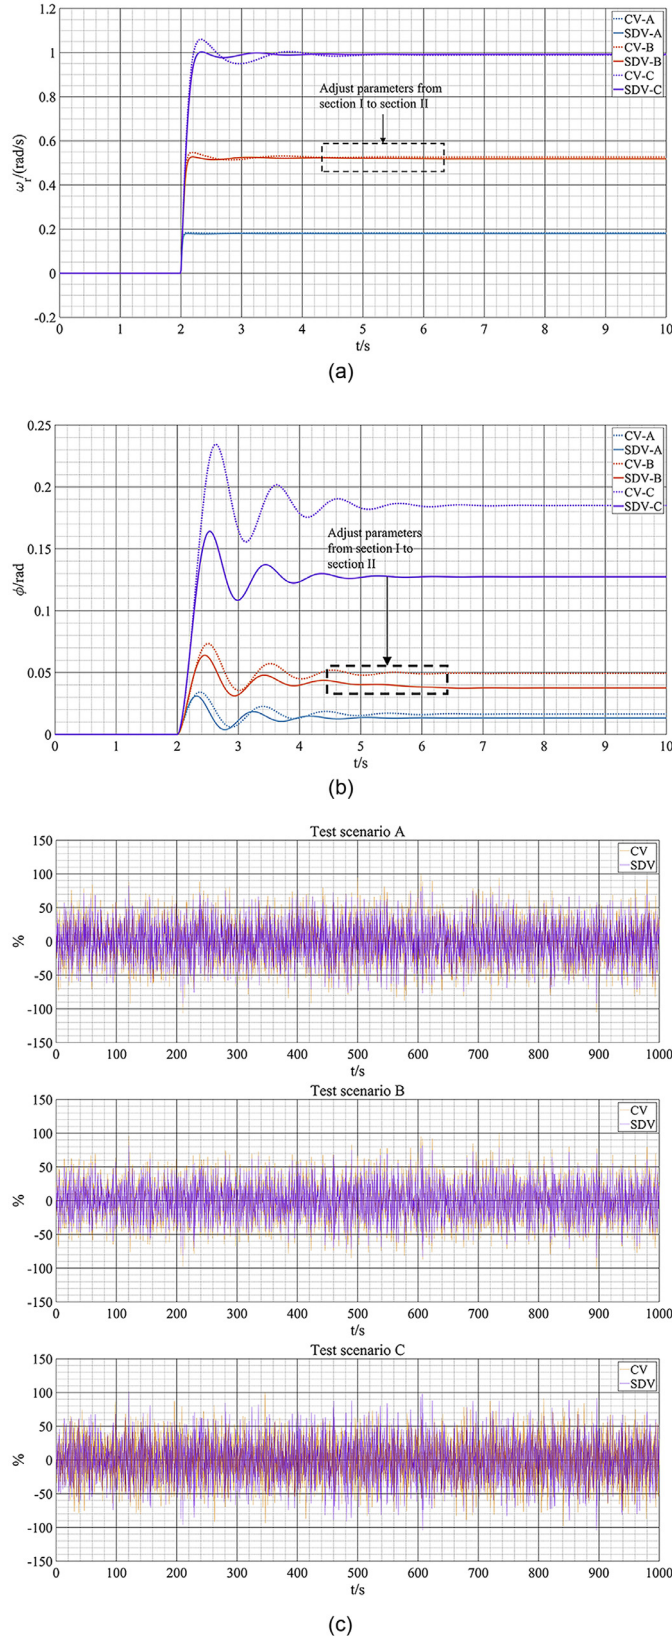 1.2
1
0.8
0.6
0.4
0.2
0
-0.2
ω_r/(rad/s)
CV-A
SDV-A
CV-B
SDV-B
CV-C
SDV-C
Adjust parameters from
section I to section II
0 1 2 3 4 5 6 7 8 9 10
t/s
(a)
0.25
0.2
0.15
0.1
0.05
0
ϕ/rad
CV-A
SDV-A
CV-B
SDV-B
CV-C
SDV-C
Adjust parameters
from section I to
section II
0 1 2 3 4 5 6 7 8 9 10
t/s
(b)
Test scenario A
150
100
50
0
-50
-100
-150
%
CV
SDV
0 100 200 300 400 500 600 700 800 900 1000
t/s
Test scenario B
150
100
50
0
-50
-100
-150
%
CV
SDV
0 100 200 300 400 500 600 700 800 900 1000
t/s
Test scenario C
150
100
50
0
-50
-100
-150
%
CV
SDV
0 100 200 300 400 500 600 700 800 900 1000
t/s
(c)